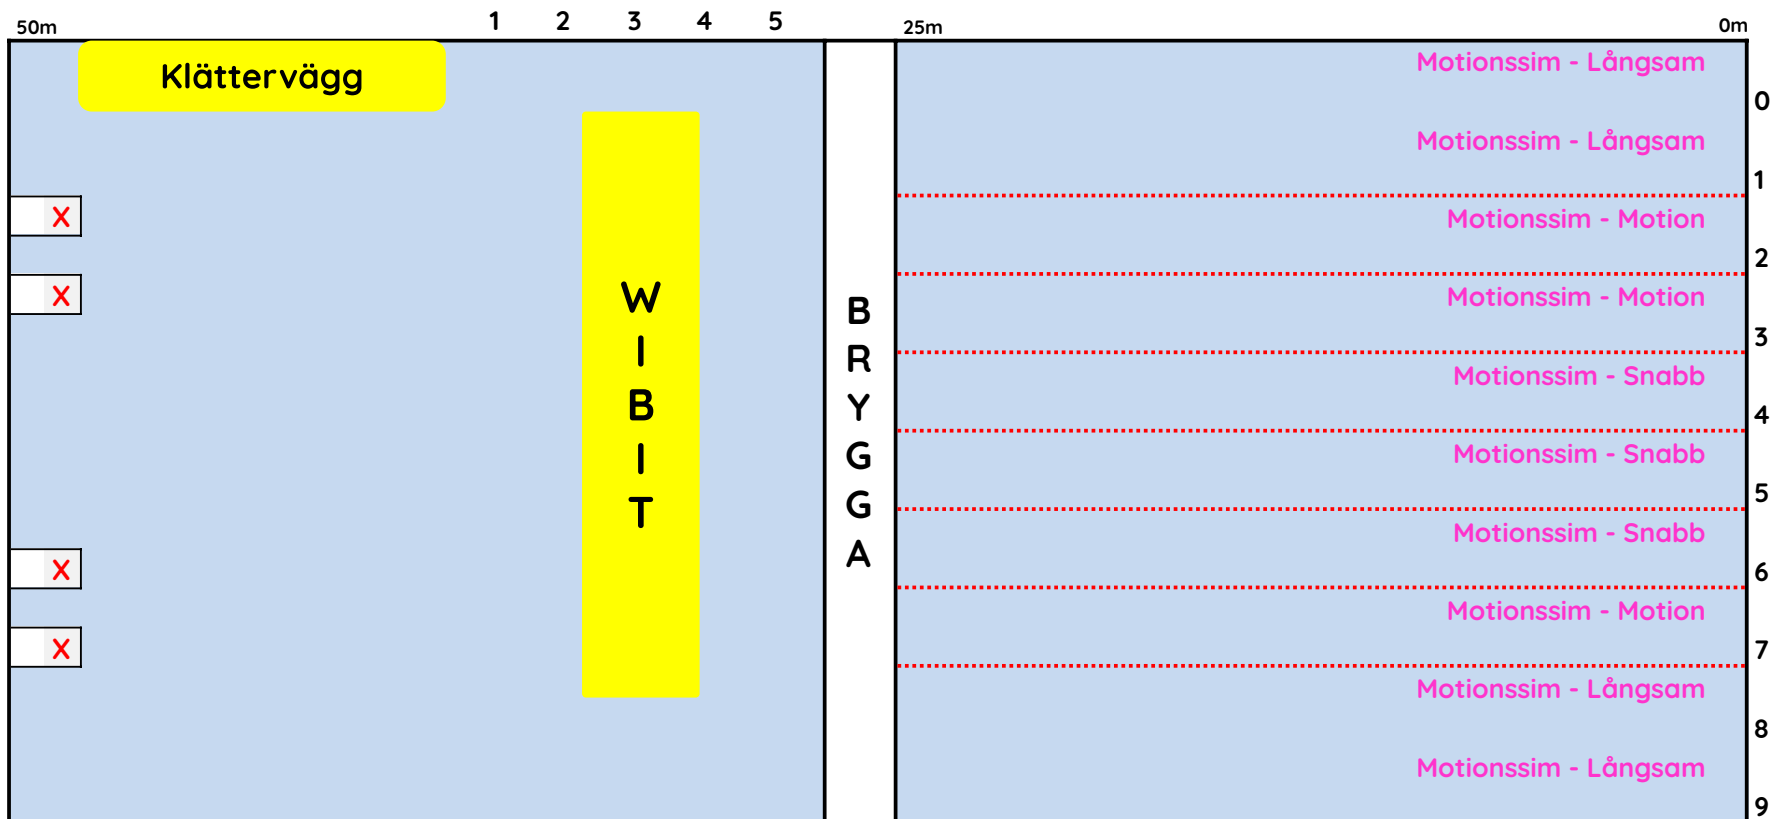 50m 1 2 3 4 5 25m 0m
Klättervägg
WIBIT
BRYGGA
Motionssim - Långsam
0
Motionssim - Långsam
1
X
Motionssim - Motion
2
X
Motionssim - Motion
3
Motionssim - Snabb
4
Motionssim - Snabb
5
Motionssim - Snabb
6
X
Motionssim - Motion
7
X
Motionssim - Långsam
8
Motionssim - Långsam
9